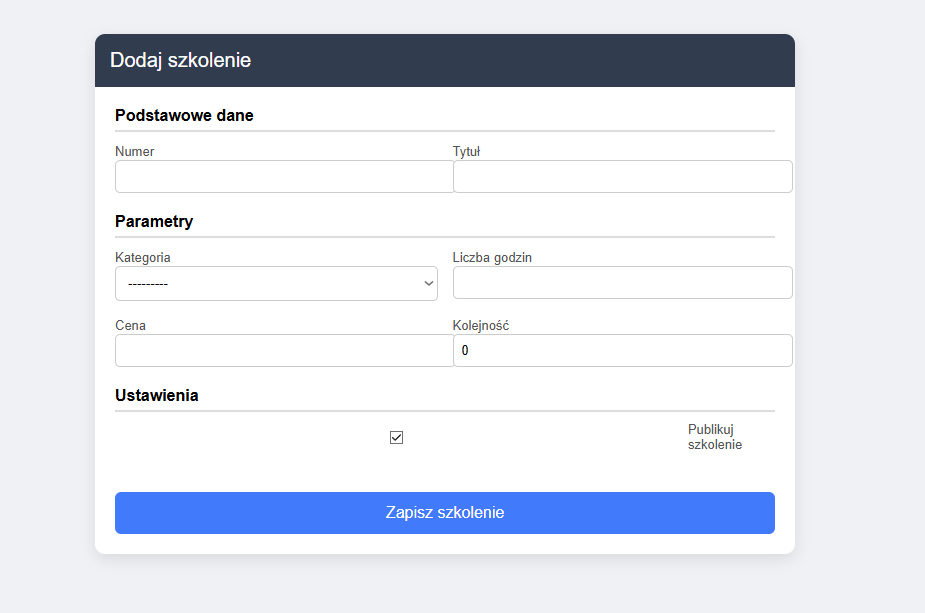 Dodaj szkolenie
Podstawowe dane
Numer
Tytuł
Parametry
Kategoria
Liczba godzin
---------
Cena
Kolejność
0
Ustawienia
Publikuj
szkolenie
Zapisz szkolenie